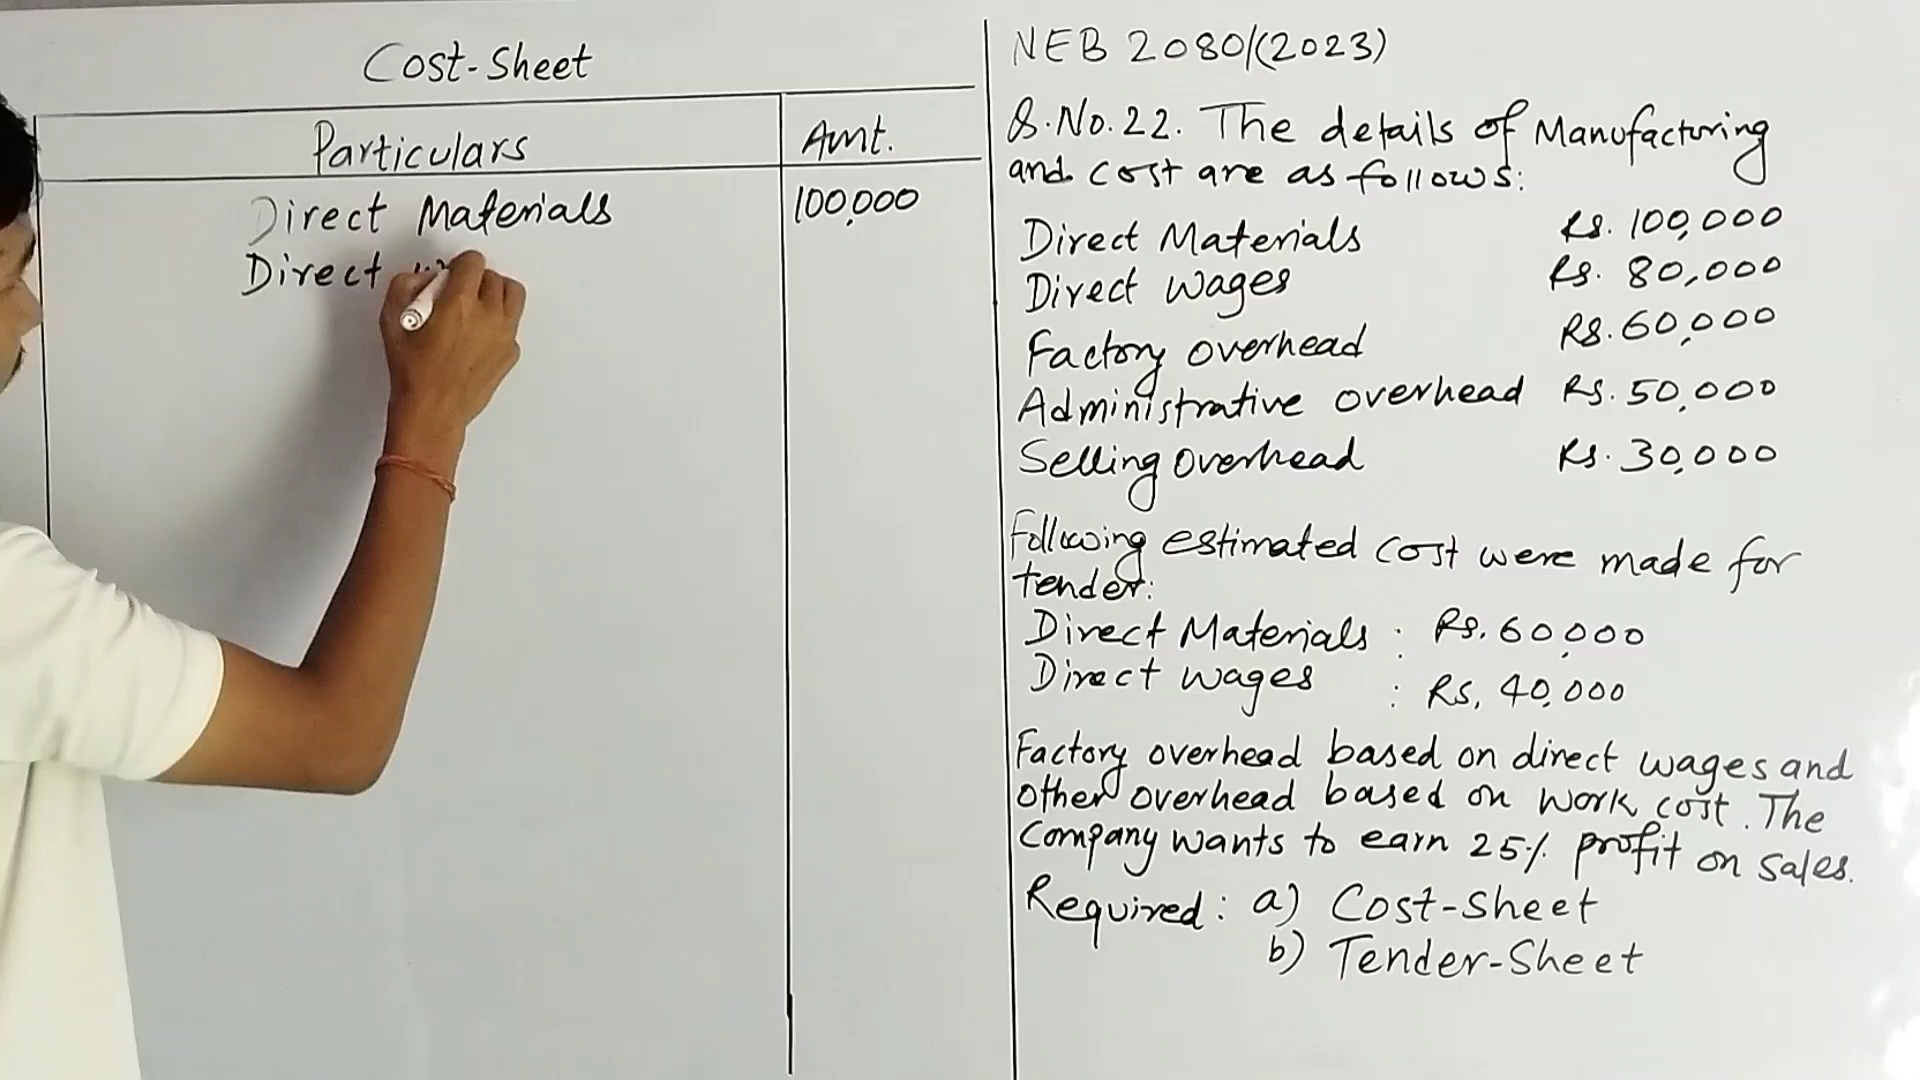 Cost-Sheet
Particulars Amt.
Direct Materials 100,000
Direct
NEB 2080/(2023)
Q.No.22. The details of Manufacturing
and cost are as follows:
Direct Materials Rs. 100,000
Direct wages Rs. 80,000
Factory overhead Rs. 60,000
Administrative overhead Rs. 50,000
Selling overhead Rs. 30,000
Following estimated cost were made for
tender:
Direct Materials : Rs. 60,000
Direct wages : Rs. 40,000
Factory overhead based on direct wages and
other overhead based on work cost. The
company wants to earn 25% profit on sales.
Required: a) Cost-Sheet
b) Tender-Sheet